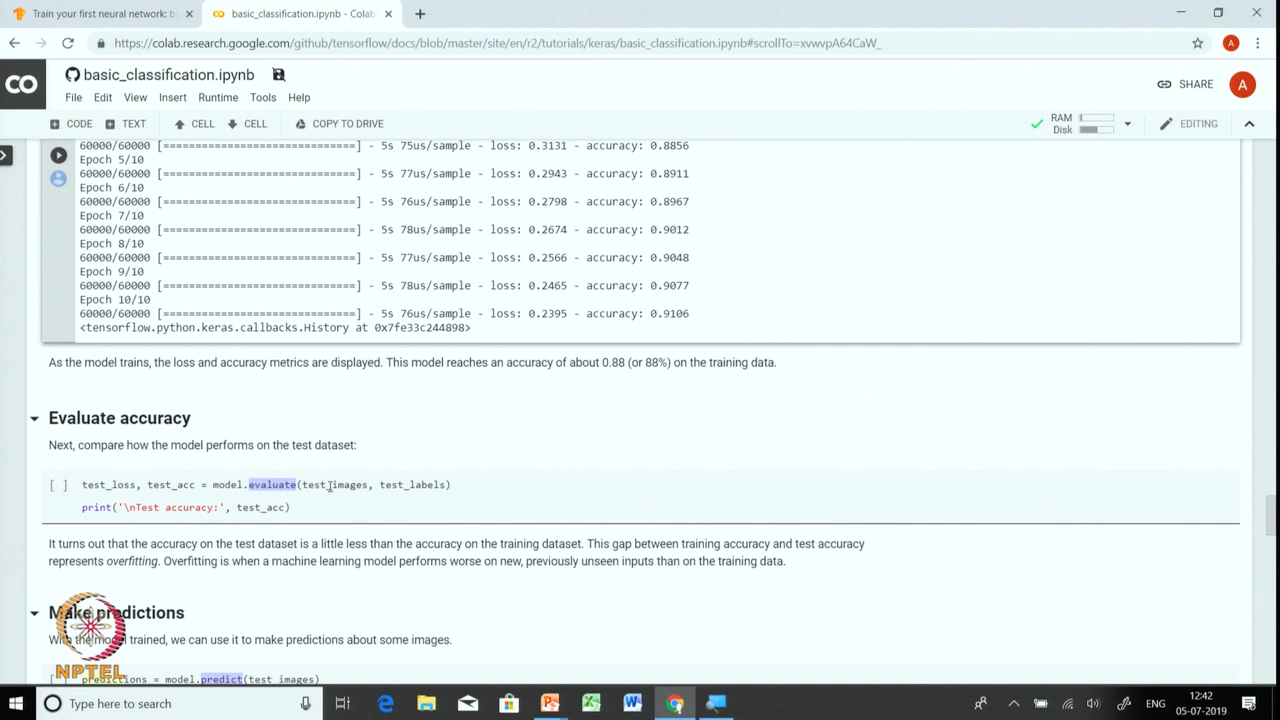 Train your first neural network: ba
basic_classification.ipynb - Colab
https://colab.research.google.com/github/tensorflow/docs/blob/master/site/en/r2/tutorials/keras/basic_classification.ipynb#scrollTo=xvwvpA64CaW_
A
CO
basic_classification.ipynb
SHARE
A
File Edit View Insert Runtime Tools Help
CODE TEXT CELL CELL COPY TO DRIVE
RAM
Disk
EDITING
60000/60000 [==============================] - 5s 75us/sample - loss: 0.3131 - accuracy: 0.8856
Epoch 5/10
60000/60000 [==============================] - 5s 77us/sample - loss: 0.2943 - accuracy: 0.8911
Epoch 6/10
60000/60000 [==============================] - 5s 76us/sample - loss: 0.2798 - accuracy: 0.8967
Epoch 7/10
60000/60000 [==============================] - 5s 78us/sample - loss: 0.2674 - accuracy: 0.9012
Epoch 8/10
60000/60000 [==============================] - 5s 77us/sample - loss: 0.2566 - accuracy: 0.9048
Epoch 9/10
60000/60000 [==============================] - 5s 78us/sample - loss: 0.2465 - accuracy: 0.9077
Epoch 10/10
60000/60000 [==============================] - 5s 76us/sample - loss: 0.2395 - accuracy: 0.9106
<tensorflow.python.keras.callbacks.History at 0x7fe33c244898>
As the model trains, the loss and accuracy metrics are displayed. This model reaches an accuracy of about 0.88 (or 88%) on the training data.
Evaluate accuracy
Next, compare how the model performs on the test dataset:
[ ] test_loss, test_acc = model.evaluate(test_images, test_labels)
print('\nTest accuracy:', test_acc)
It turns out that the accuracy on the test dataset is a little less than the accuracy on the training dataset. This gap between training accuracy and test accuracy
represents overfitting. Overfitting is when a machine learning model performs worse on new, previously unseen inputs than on the training data.
Make predictions
With the model trained, we can use it to make predictions about some images.
NPTEL
[ ] predictions = model.predict(test_images)
Type here to search
ENG
12:42
05-07-2019